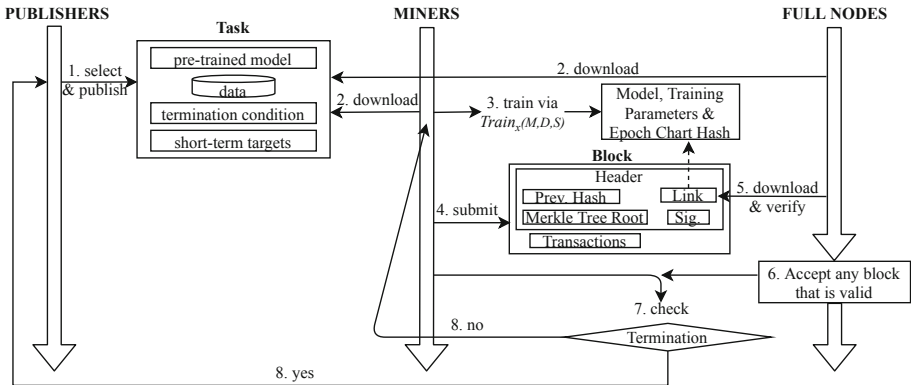 PUBLISHERS
MINERS
FULL NODES
Task
pre-trained model
data
termination condition
short-term targets
1. select
& publish
2. download
2. download
3. train via
Trainₓ(M,D,S)
Model, Training
Parameters &
Epoch Chart Hash
Block
Header
Prev. Hash
Link
Merkle Tree Root
Sig.
Transactions
4. submit
5. download
& verify
6. Accept any block
that is valid
7. check
Termination
8. no
8. yes